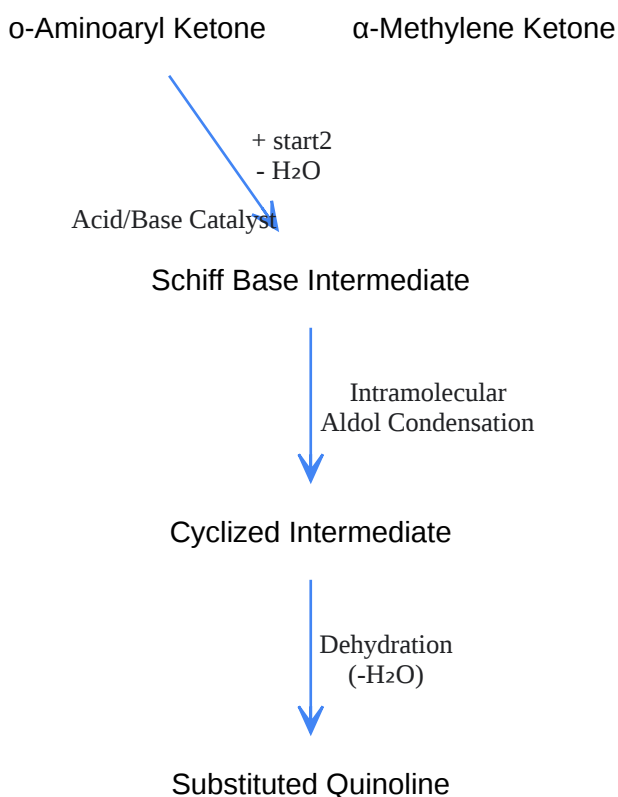 o-Aminoaryl Ketone
α-Methylene Ketone
+ start2
- H₂O
Acid/Base Catalyst
Schiff Base Intermediate
Intramolecular
Aldol Condensation
Cyclized Intermediate
Dehydration
(-H₂O)
Substituted Quinoline